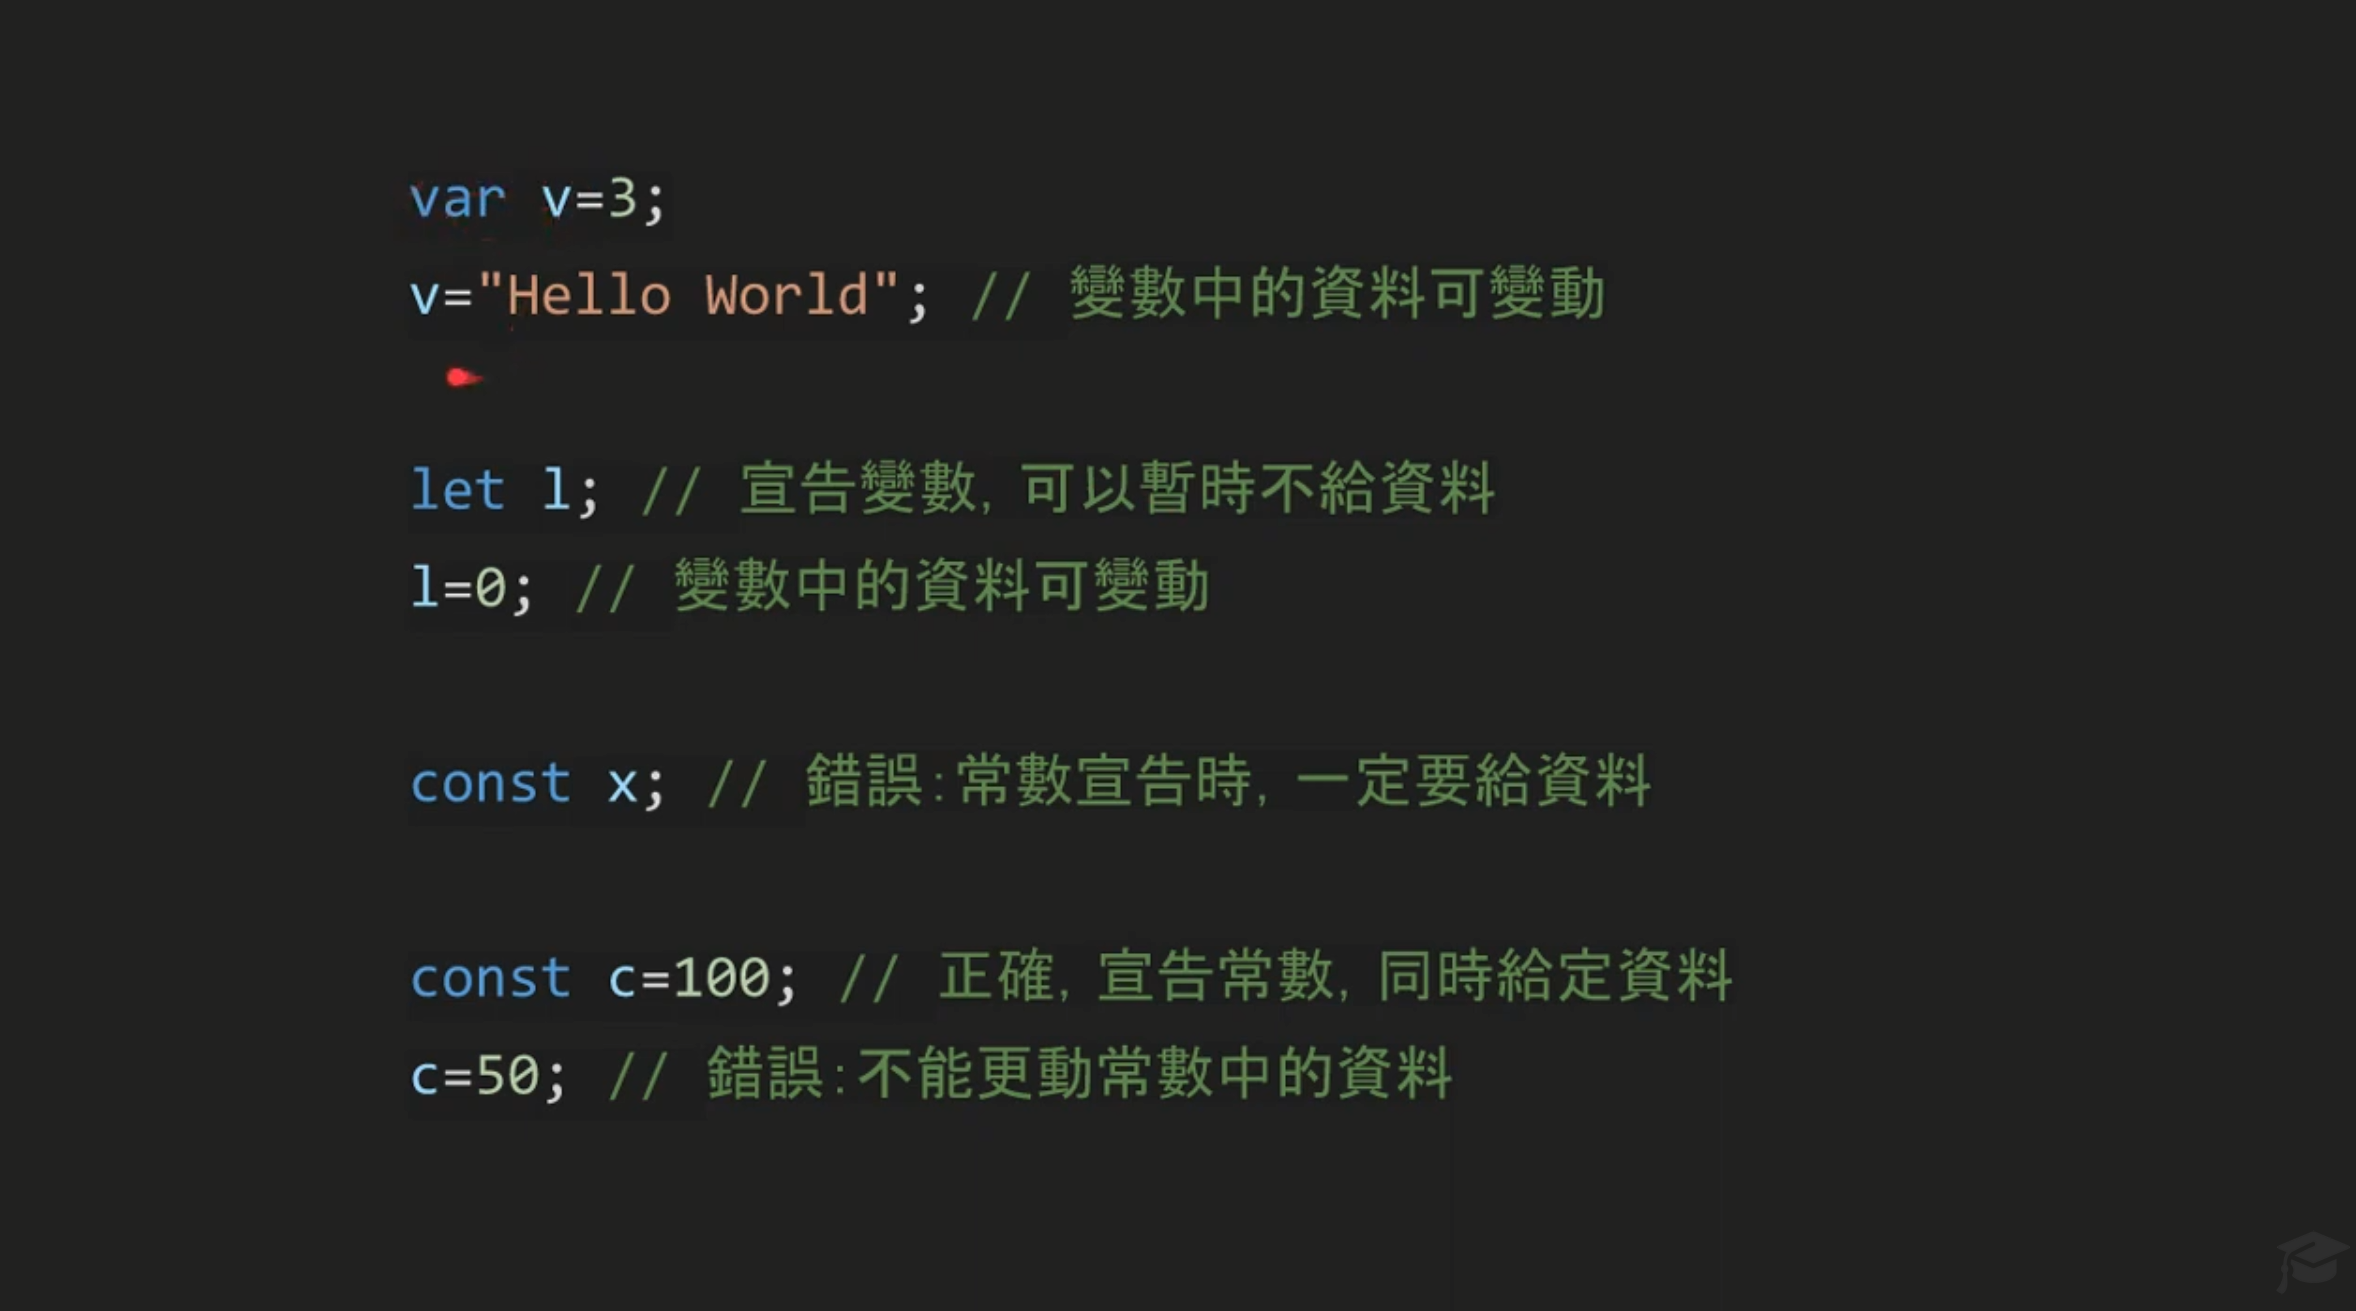 var v=3;
v="Hello World"; // 變數中的資料可變動
let l; // 宣告變數, 可以暫時不給資料
l=0; // 變數中的資料可變動
const x; // 錯誤:常數宣告時, 一定要給資料
const c=100; // 正確, 宣告常數, 同時給定資料
c=50; // 錯誤:不能更動常數中的資料